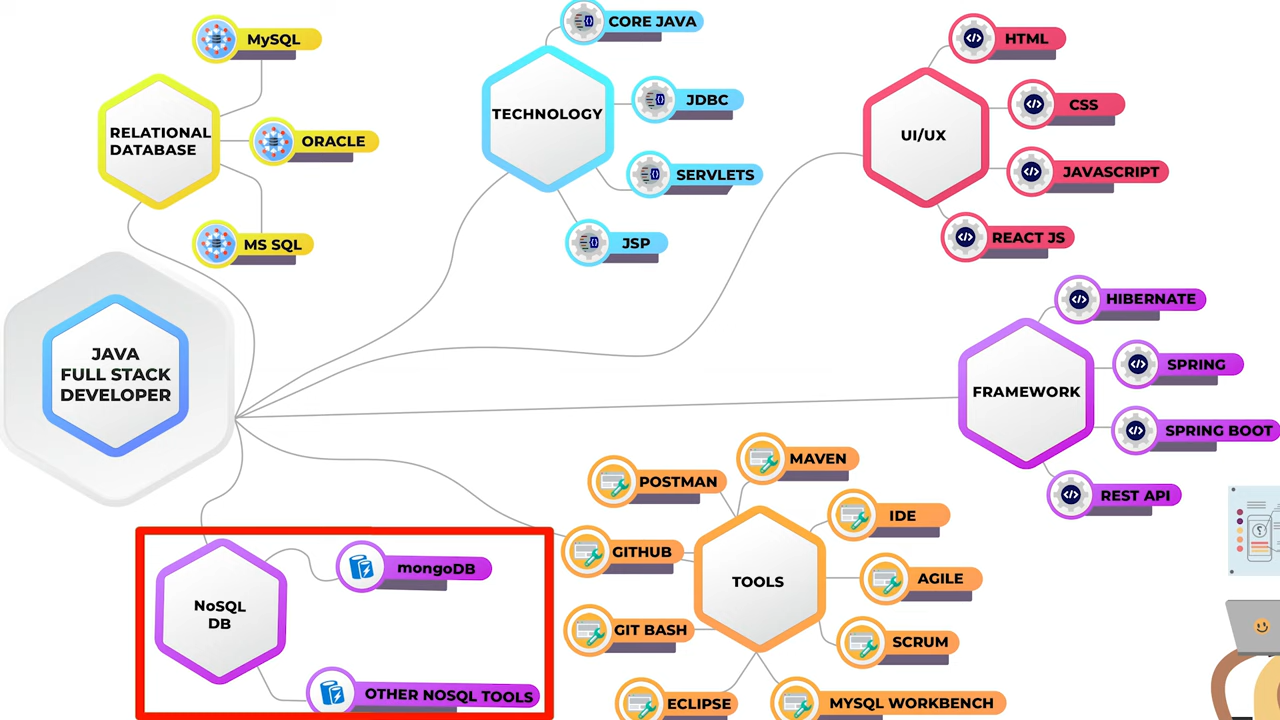 MySQL
RELATIONAL
DATABASE
ORACLE
MS SQL
CORE JAVA
TECHNOLOGY
JDBC
SERVLETS
JSP
HTML
UI/UX
CSS
JAVASCRIPT
REACT JS
JAVA
FULL STACK
DEVELOPER
HIBERNATE
FRAMEWORK
SPRING
SPRING BOOT
REST API
MAVEN
POSTMAN
IDE
GITHUB
TOOLS
AGILE
GIT BASH
SCRUM
ECLIPSE
MYSQL WORKBENCH
NoSQL
DB
mongoDB
OTHER NOSQL TOOLS